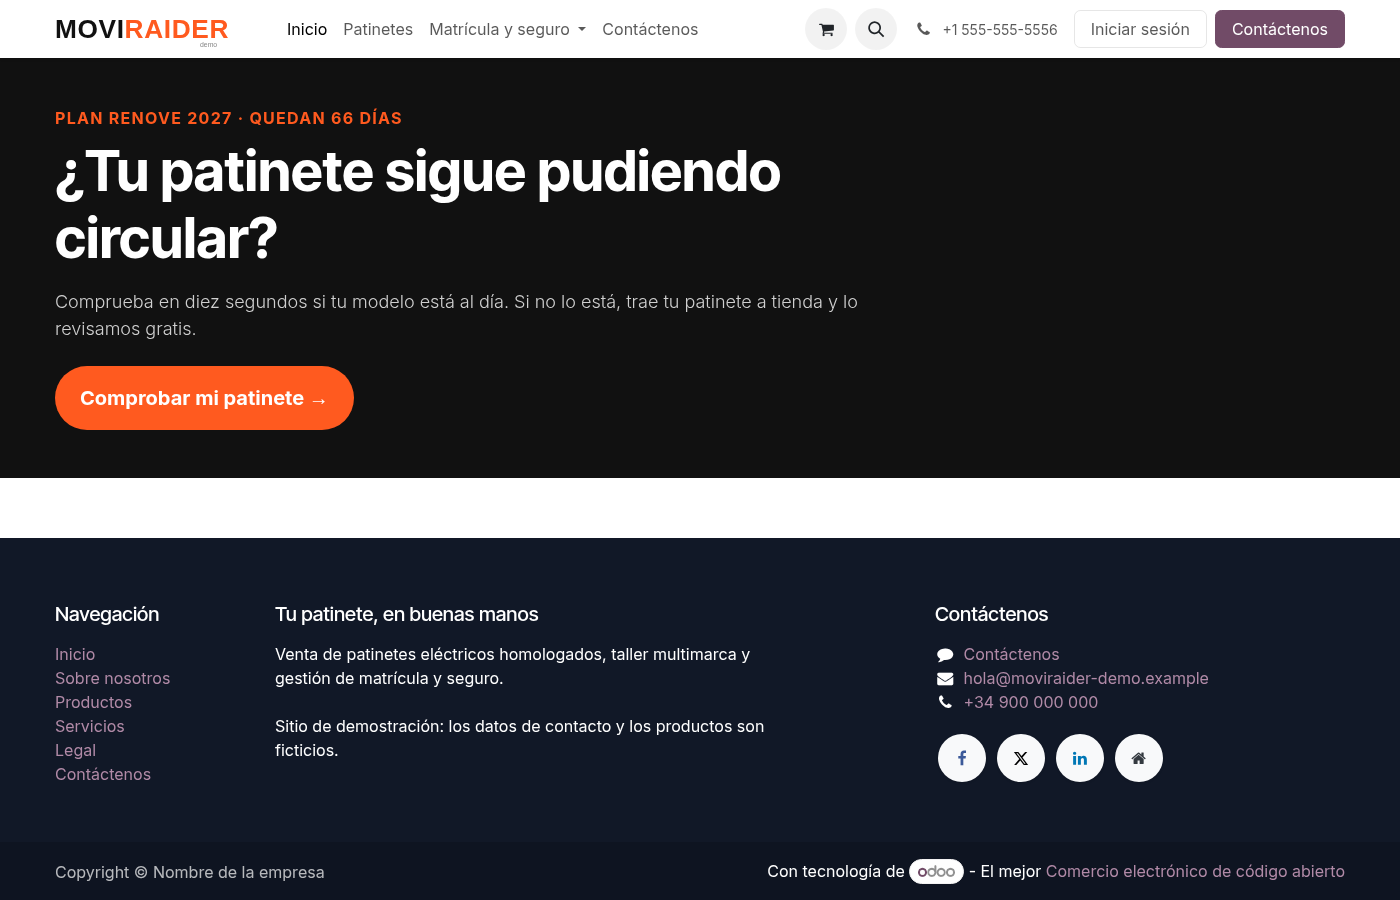 MOVIRAIDER
demo
Inicio
Patinetes
Matrícula y seguro
Contáctenos
+1 555-555-5556
Iniciar sesión
Contáctenos
PLAN RENOVE 2027 · QUEDAN 66 DÍAS
¿Tu patinete sigue pudiendo
circular?
Comprueba en diez segundos si tu modelo está al día. Si no lo está, trae tu patinete a tienda y lo
revisamos gratis.
Comprobar mi patinete →
Navegación
Inicio
Sobre nosotros
Productos
Servicios
Legal
Contáctenos
Tu patinete, en buenas manos
Venta de patinetes eléctricos homologados, taller multimarca y
gestión de matrícula y seguro.
Sitio de demostración: los datos de contacto y los productos son
ficticios.
Contáctenos
Contáctenos
hola@moviraider-demo.example
+34 900 000 000
Copyright © Nombre de la empresa
Con tecnología de odoo - El mejor Comercio electrónico de código abierto